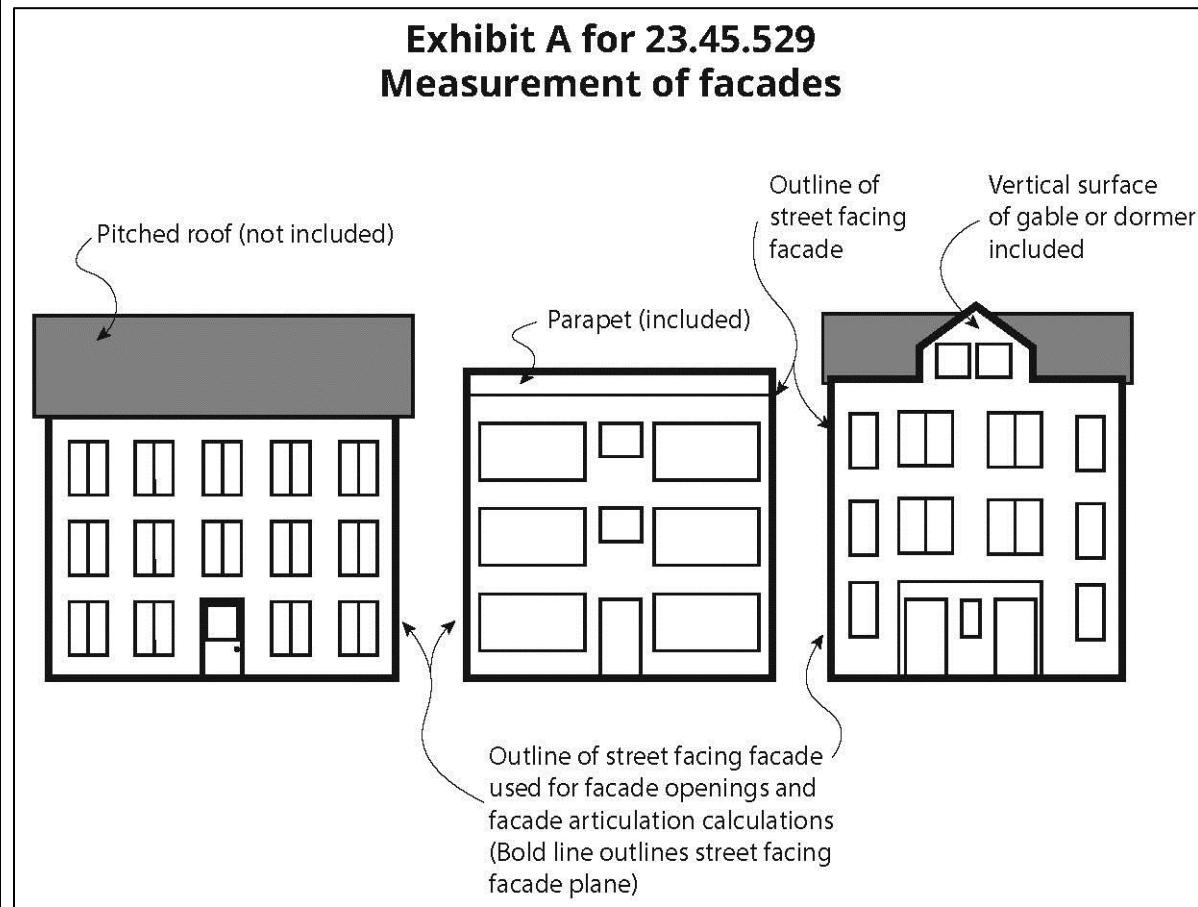 Exhibit A for 23.45.529
Measurement of facades
Pitched roof (not included)
Parapet (included)
Outline of
street facing
facade
Vertical surface
of gable or dormer
included
Outline of street facing facade
used for facade openings and
facade articulation calculations
(Bold line outlines street facing
facade plane)